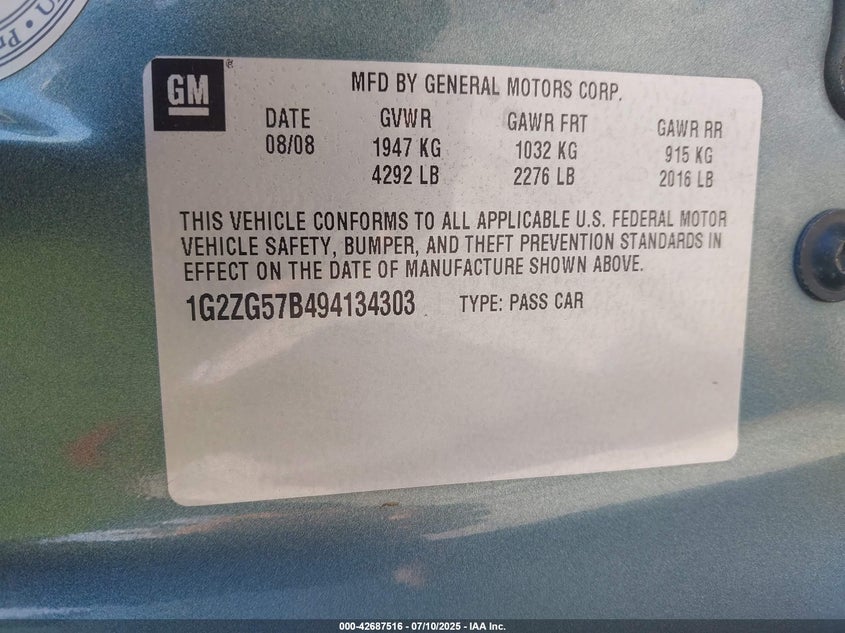 GM
MFD BY GENERAL MOTORS CORP.
DATE GVWR GAWR FRT GAWR RR
08/08 1947 KG 1032 KG 915 KG
4292 LB 2276 LB 2016 LB
THIS VEHICLE CONFORMS TO ALL APPLICABLE U.S. FEDERAL MOTOR
VEHICLE SAFETY, BUMPER, AND THEFT PREVENTION STANDARDS IN
EFFECT ON THE DATE OF MANUFACTURE SHOWN ABOVE.
1G2ZG57B494134303 TYPE: PASS CAR
000-42687516 - 07/10/2025 - IAA Inc.